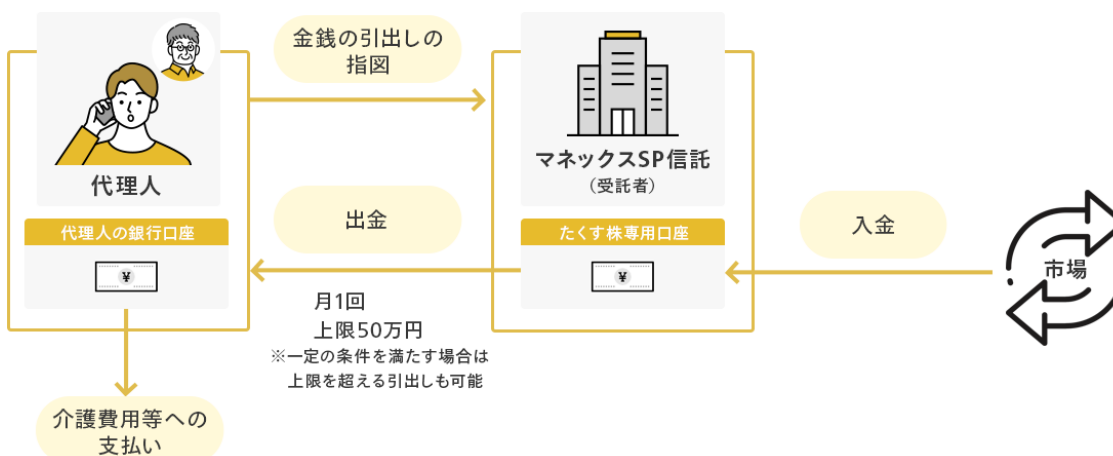 金銭の引出しの
指図
代理人
マネックスSP信託
（受託者）
代理人の銀行口座
¥
出金
たくす株専用口座
¥
入金
市場
月1回
上限50万円
※一定の条件を満たす場合は
上限を超える引出しも可能
介護費用等への
支払い